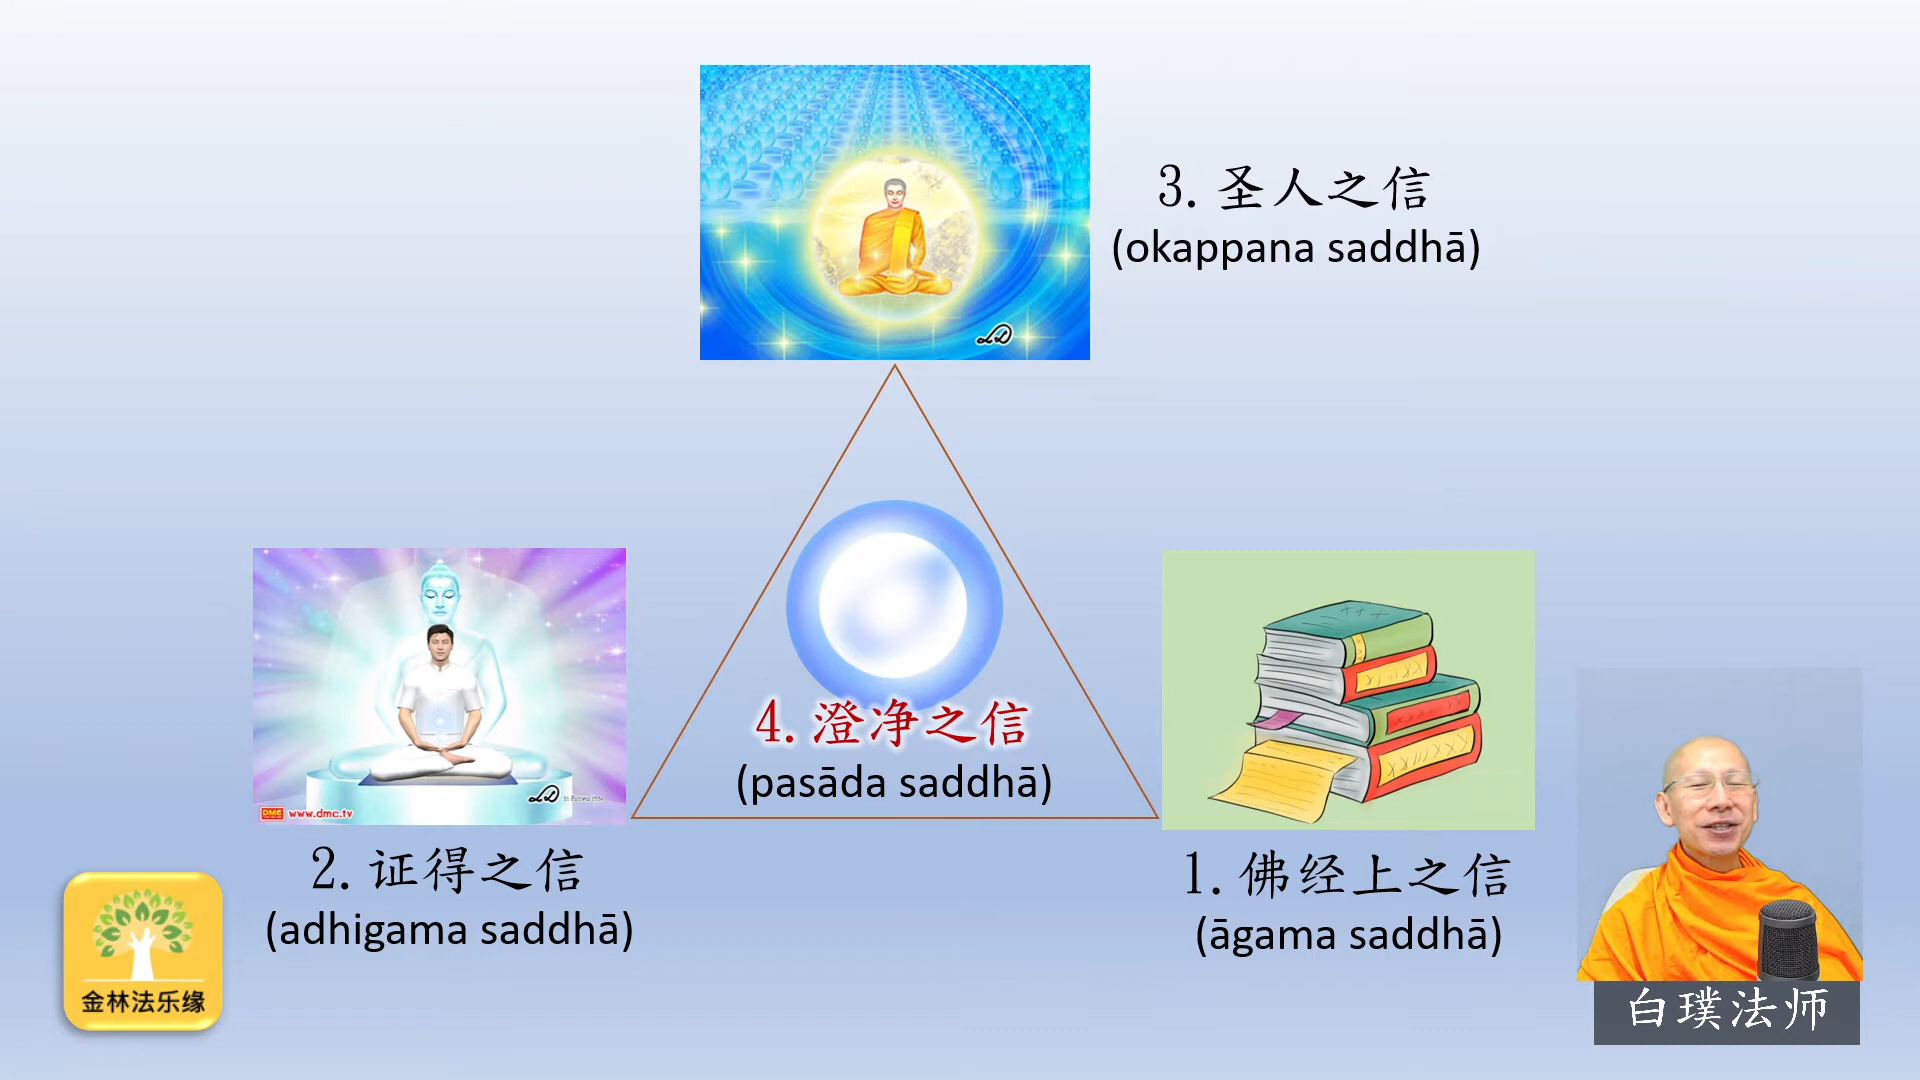 3. 圣人之信
(okappana saddhā)
4. 澄净之信
(pasāda saddhā)
DMC www.dmc.tv
2. 证得之信
(adhigama saddhā)
1. 佛经上之信
(āgama saddhā)
金林法乐缘
白璞法师